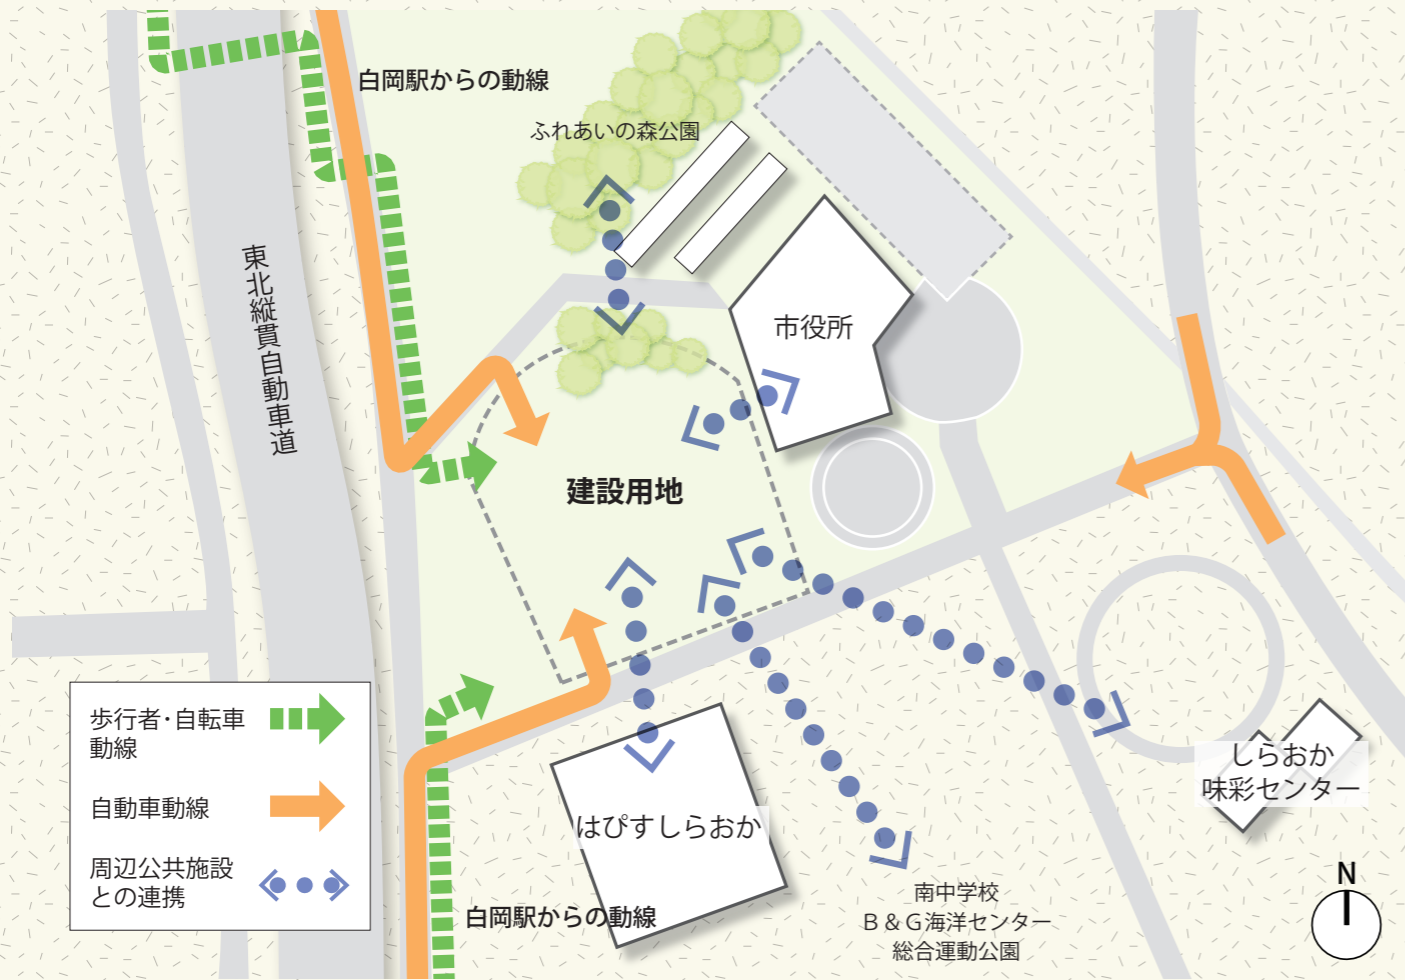 白岡駅からの動線
ふれあいの森公園
東北縦貫自動車道
市役所
建設用地
歩行者・自転車
動線
自動車動線
周辺公共施設
との連携
はぴすしらおか
しらおか
味彩センター
白岡駅からの動線
南中学校
B＆G海洋センター
総合運動公園
N